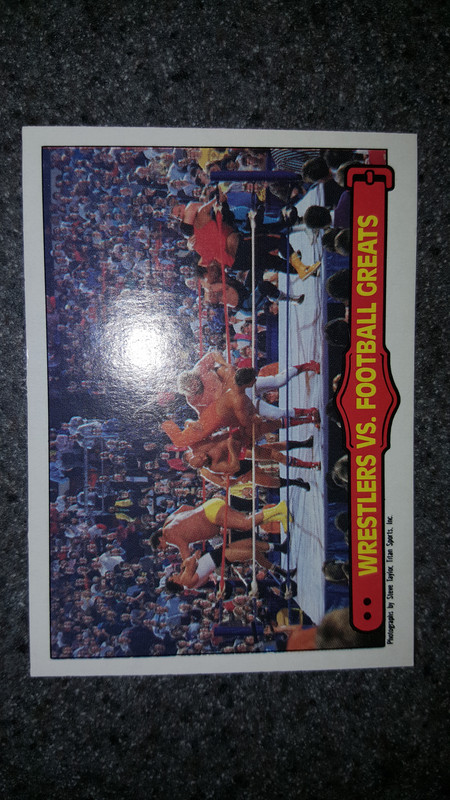 WRESTLERS VS. FOOTBALL GREATS
Photographs by Steve Taylor, Titan Sports, Inc.